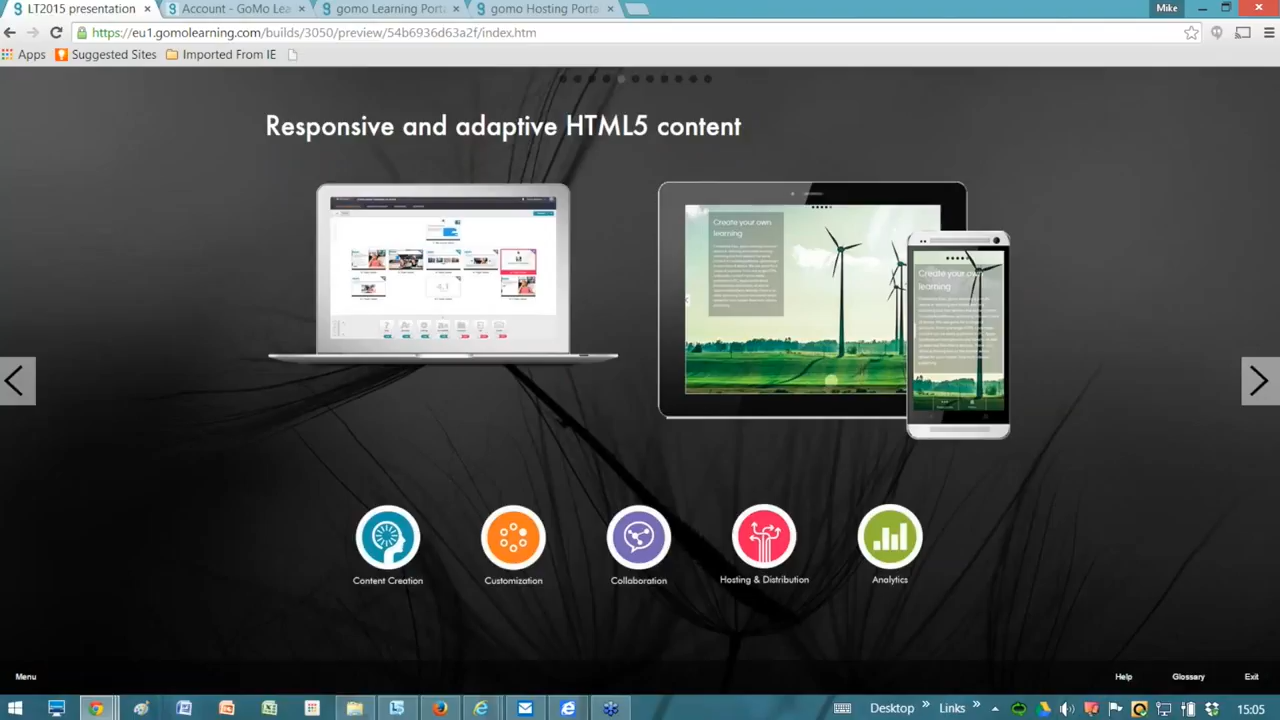 LT2015 presentation
Account - GoMo Lea
gomo Learning Porta
gomo Hosting Porta
Mike
https://eu1.gomolearning.com/builds/3050/preview/54b6936d63a2f/index.htm
Apps
Suggested Sites
Imported From IE
Responsive and adaptive HTML5 content
Create your own
learning
Create your own
learning
4.1
Content Creation
Customization
Collaboration
Hosting & Distribution
Analytics
Menu
Help
Glossary
Exit
Desktop
Links
15:05